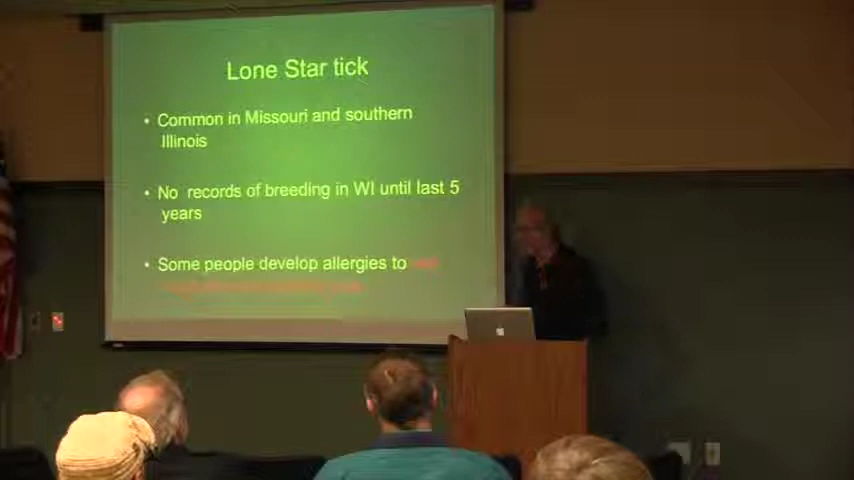 Lone Star tick
• Common in Missouri and southern
Illinois
• No records of breeding in WI until last 5
years
• Some people develop allergies to